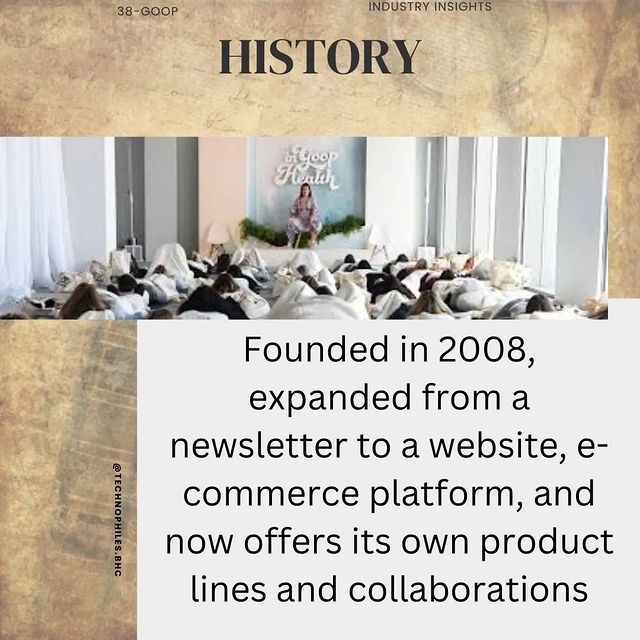 38-GOOP
INDUSTRY INSIGHTS
HISTORY
in goop
Health
Founded in 2008,
expanded from a
newsletter to a website, e-
commerce platform, and
now offers its own product
lines and collaborations
@TECHNOPHILES.BHC